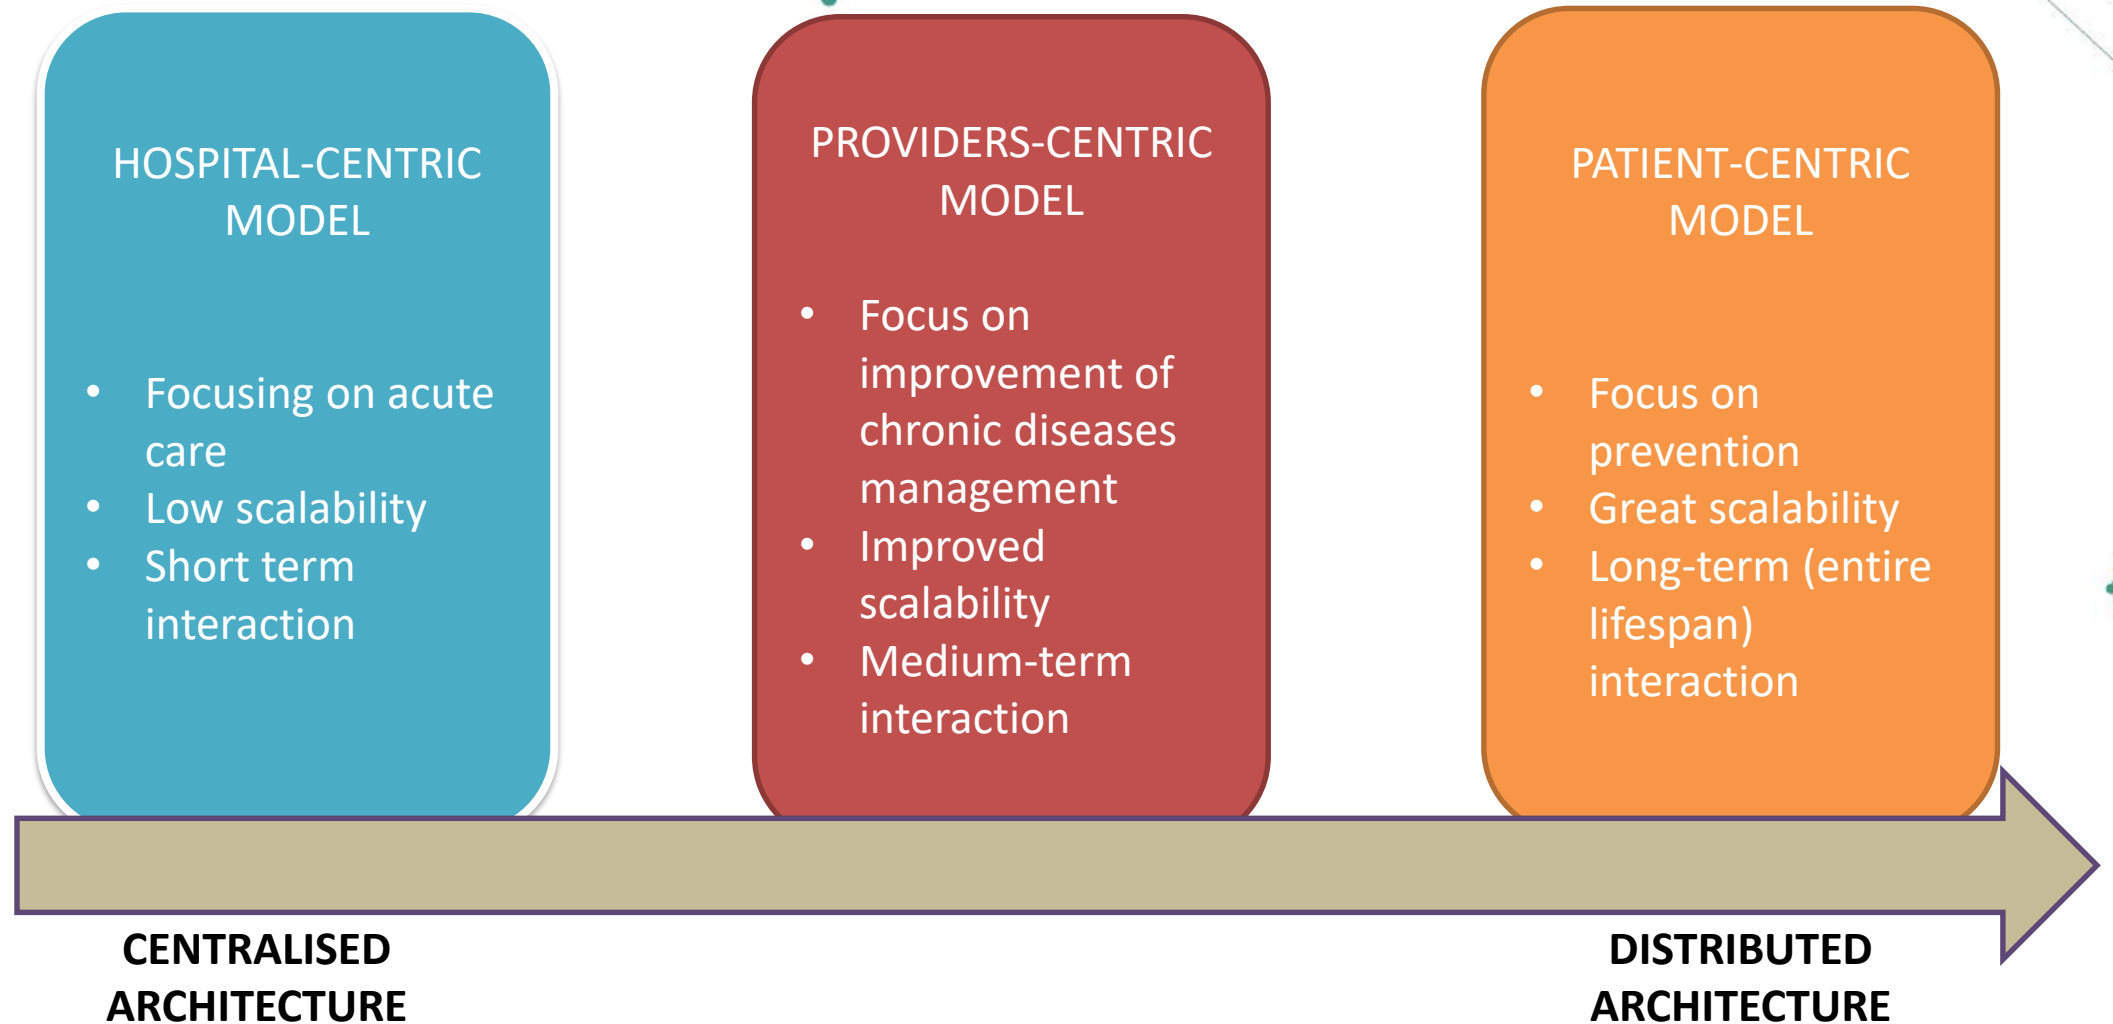 HOSPITAL-CENTRIC
MODEL
• Focusing on acute
care
• Low scalability
• Short term
interaction
PROVIDERS-CENTRIC
MODEL
• Focus on
improvement of
chronic diseases
management
• Improved
scalability
• Medium-term
interaction
PATIENT-CENTRIC
MODEL
• Focus on
prevention
• Great scalability
• Long-term (entire
lifespan)
interaction
CENTRALISED
ARCHITECTURE
DISTRIBUTED
ARCHITECTURE